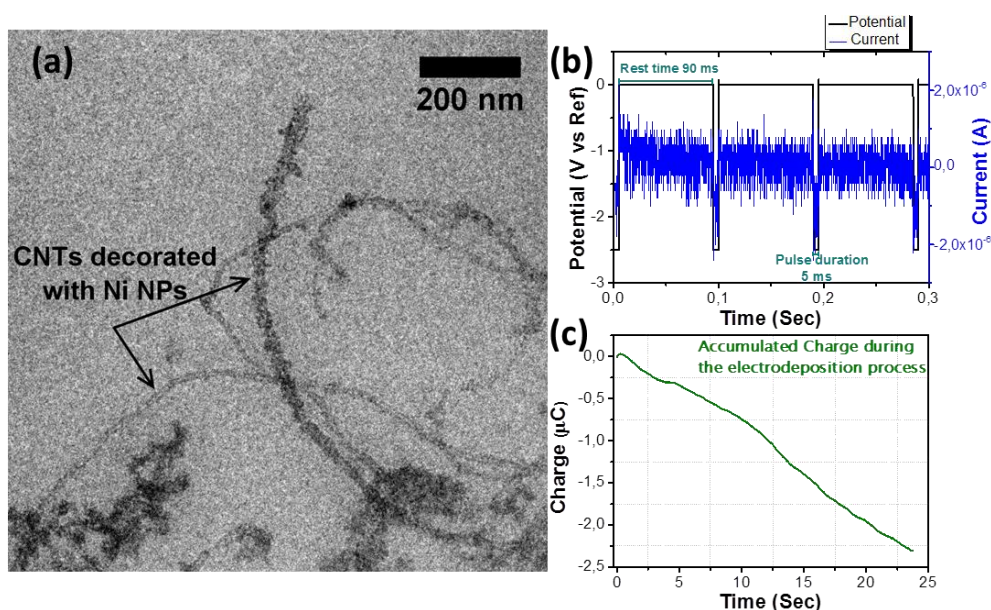 (a)
200 nm
CNTs decorated
with Ni NPs
Potential
Current
(b)
Rest time 90 ms
Pulse duration
5 ms
0
-1
-2
-3
Potential (V vs Ref)
2,0x10⁻⁶
0,0
-2,0x10⁻⁶
Current (A)
0,0
0,1
0,2
0,3
Time (Sec)
(c)
Accumulated Charge during
the electrodeposition process
0,0
-0,5
-1,0
-1,5
-2,0
-2,5
Charge (μC)
0
5
10
15
20
25
Time (Sec)